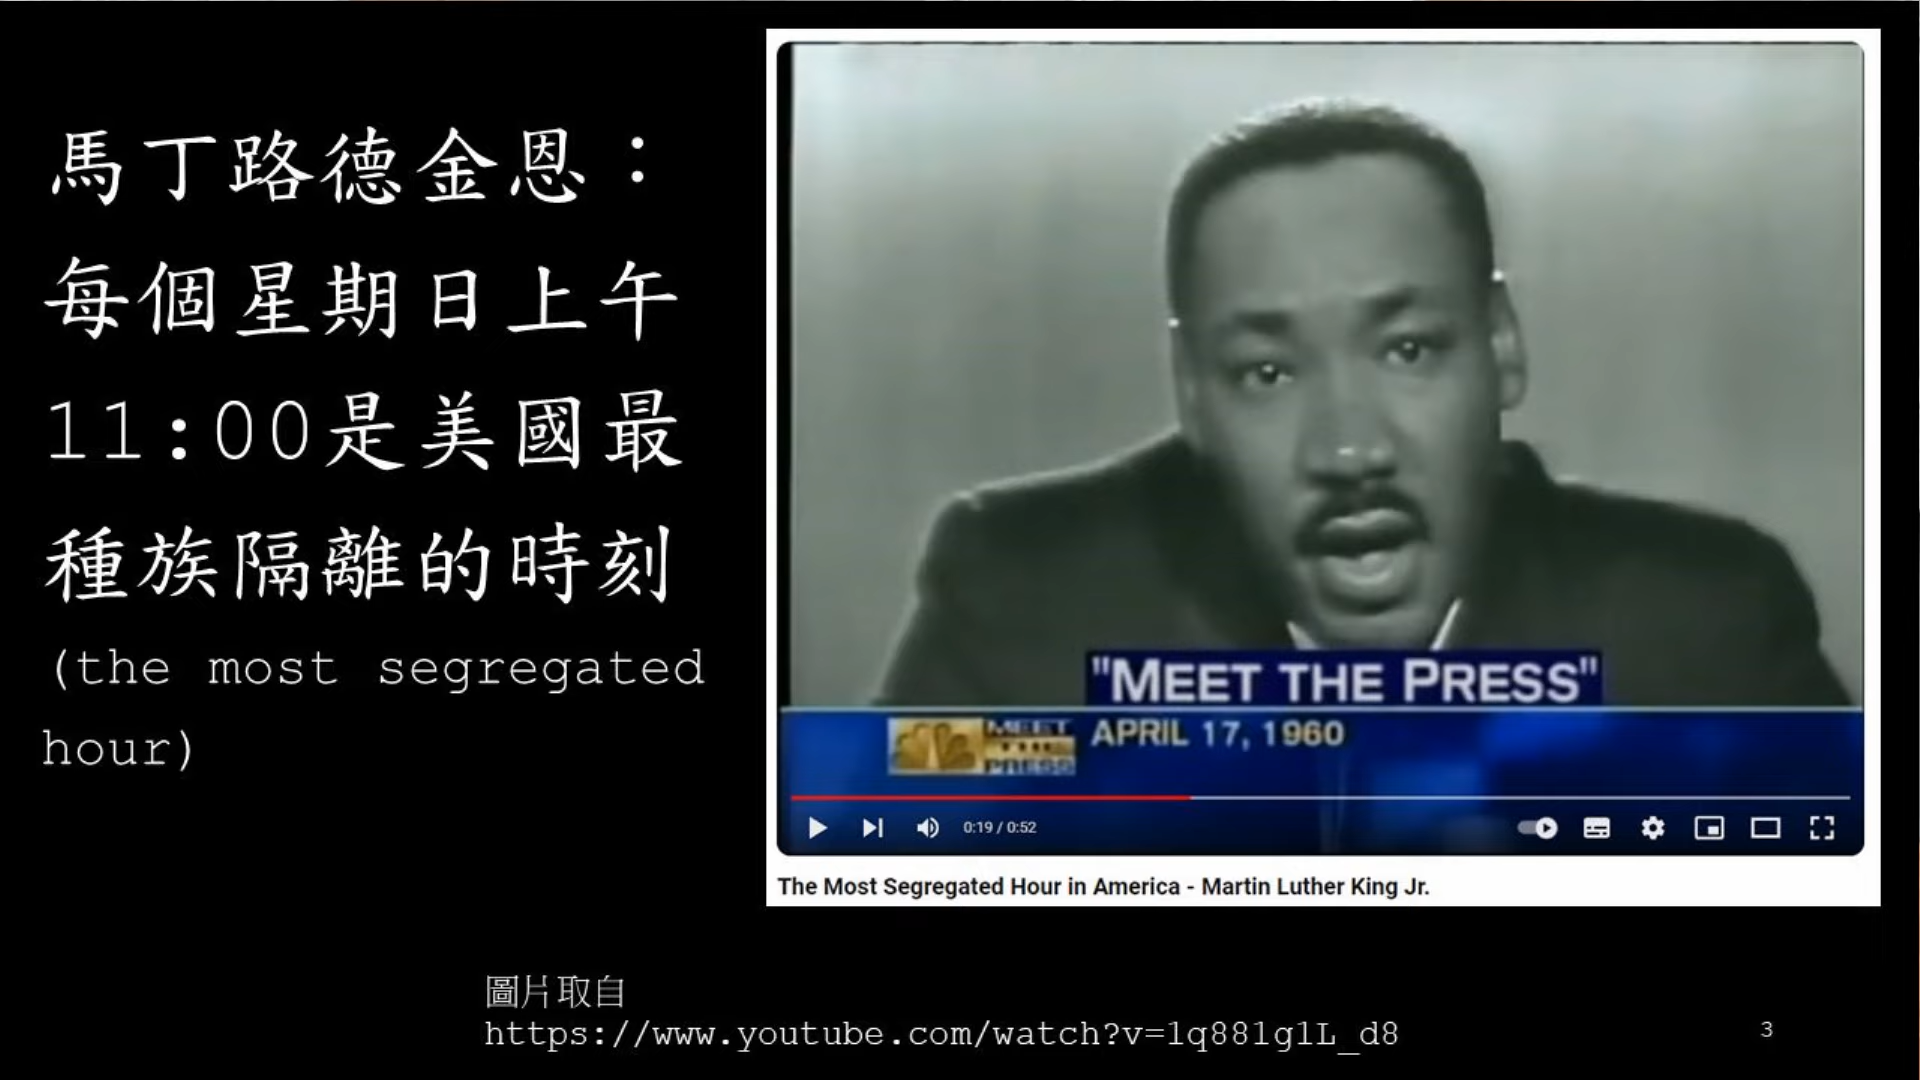 馬丁路德金恩：
每個星期日上午
11:00是美國最
種族隔離的時刻
(the most segregated
hour)
"MEET THE PRESS"
MEET
THE
PRESS
APRIL 17, 1960
0:19 / 0:52
The Most Segregated Hour in America - Martin Luther King Jr.
圖片取自
https://www.youtube.com/watch?v=1q881g1L_d8
3